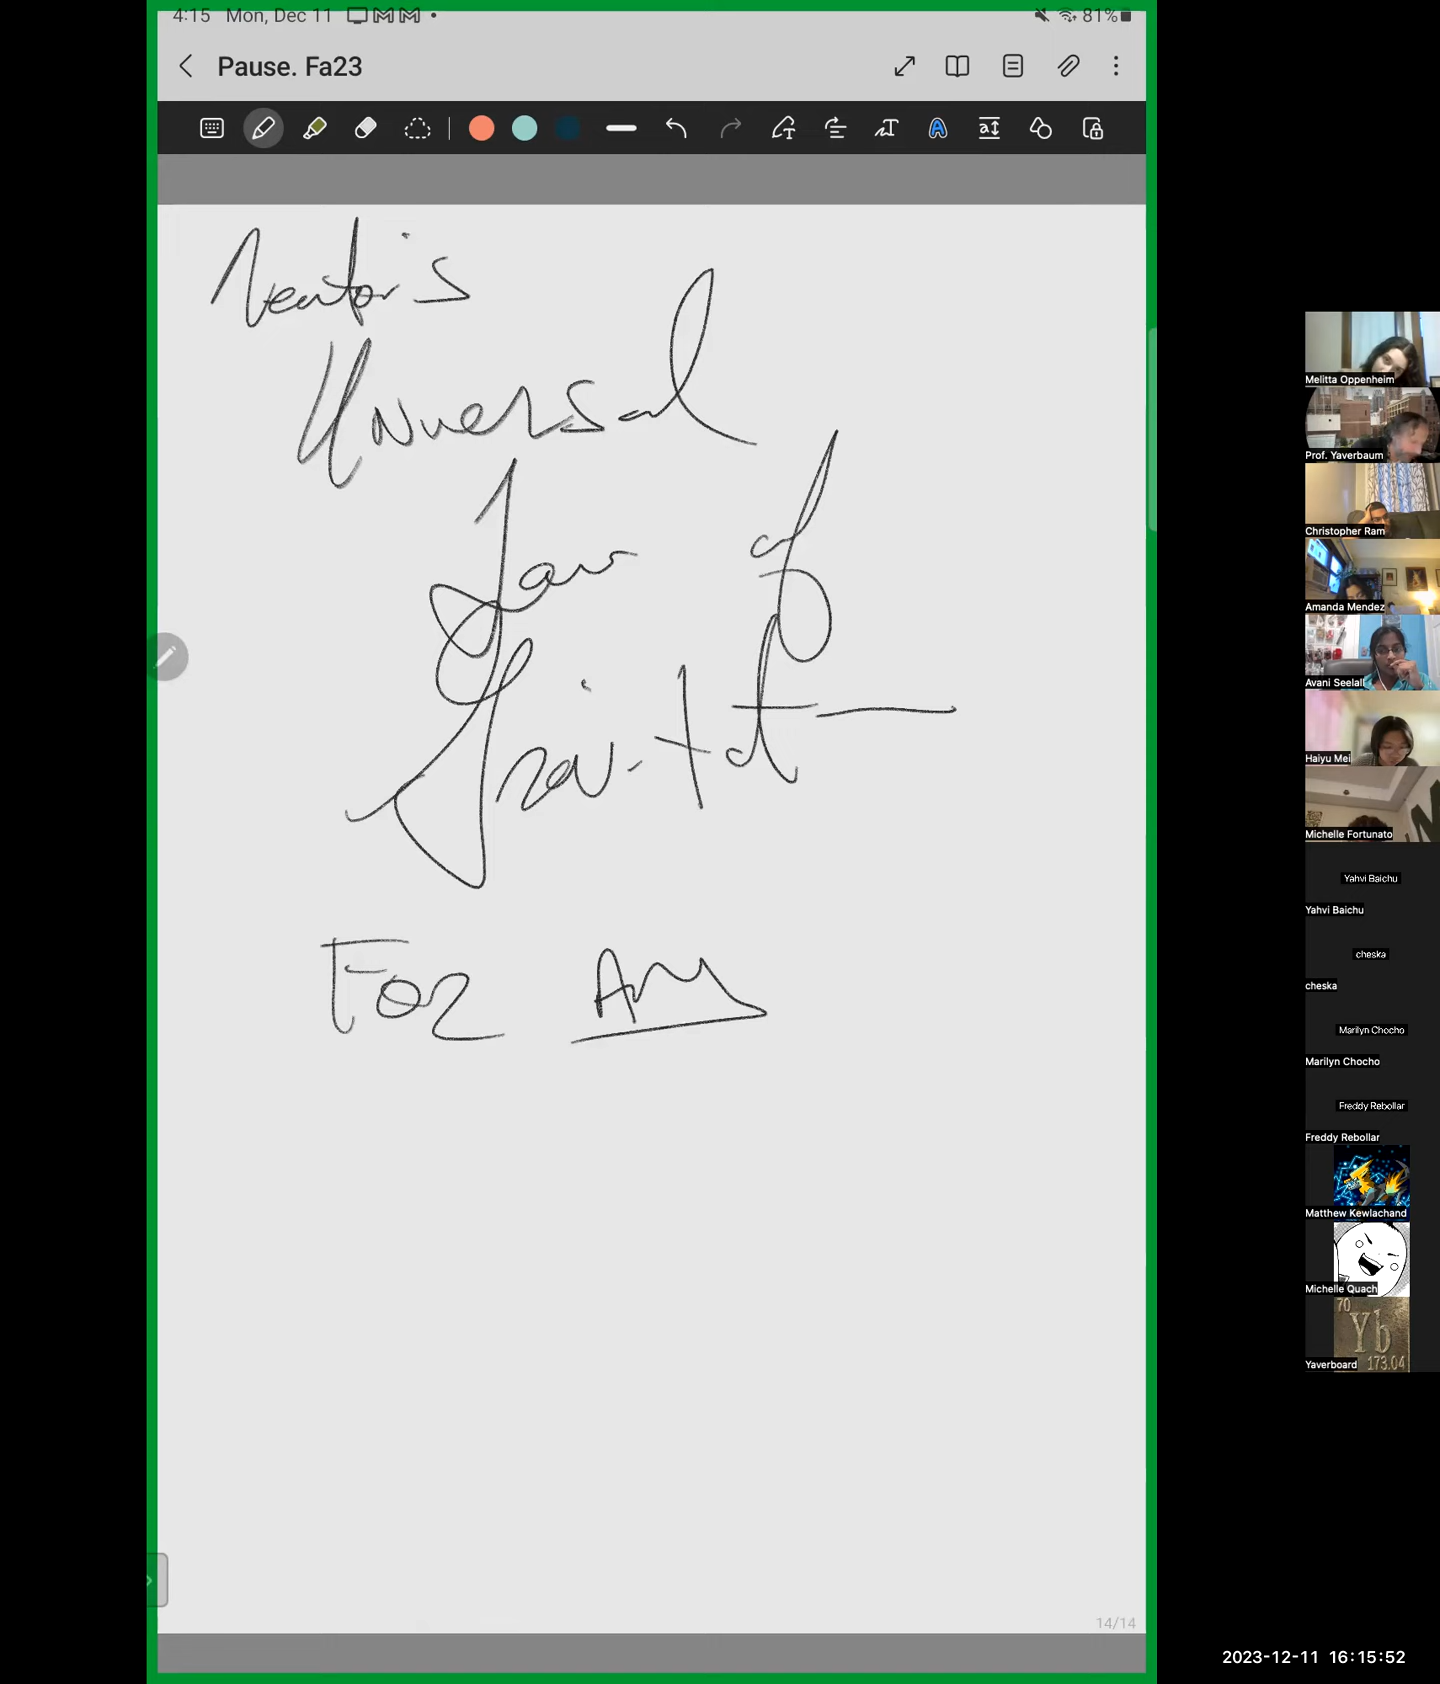 4:15 Mon, Dec 11 81%
Pause. Fa23
Newton's
Universal
Law of
Gravitat
For Any
14/14
Melitta Oppenheim
Prof. Yaverbaum
Christopher Ram
Amanda Mendez
Avani Seelall
Haiyu Mei
Michelle Fortunato
Yahvi Baichu
Yahvi Baichu
cheska
cheska
Marilyn Chocho
Marilyn Chocho
Freddy Rebollar
Freddy Rebollar
Matthew Kewlachand
Michelle Quach
70
Yb
Yaverboard 173.04
2023-12-11 16:15:52